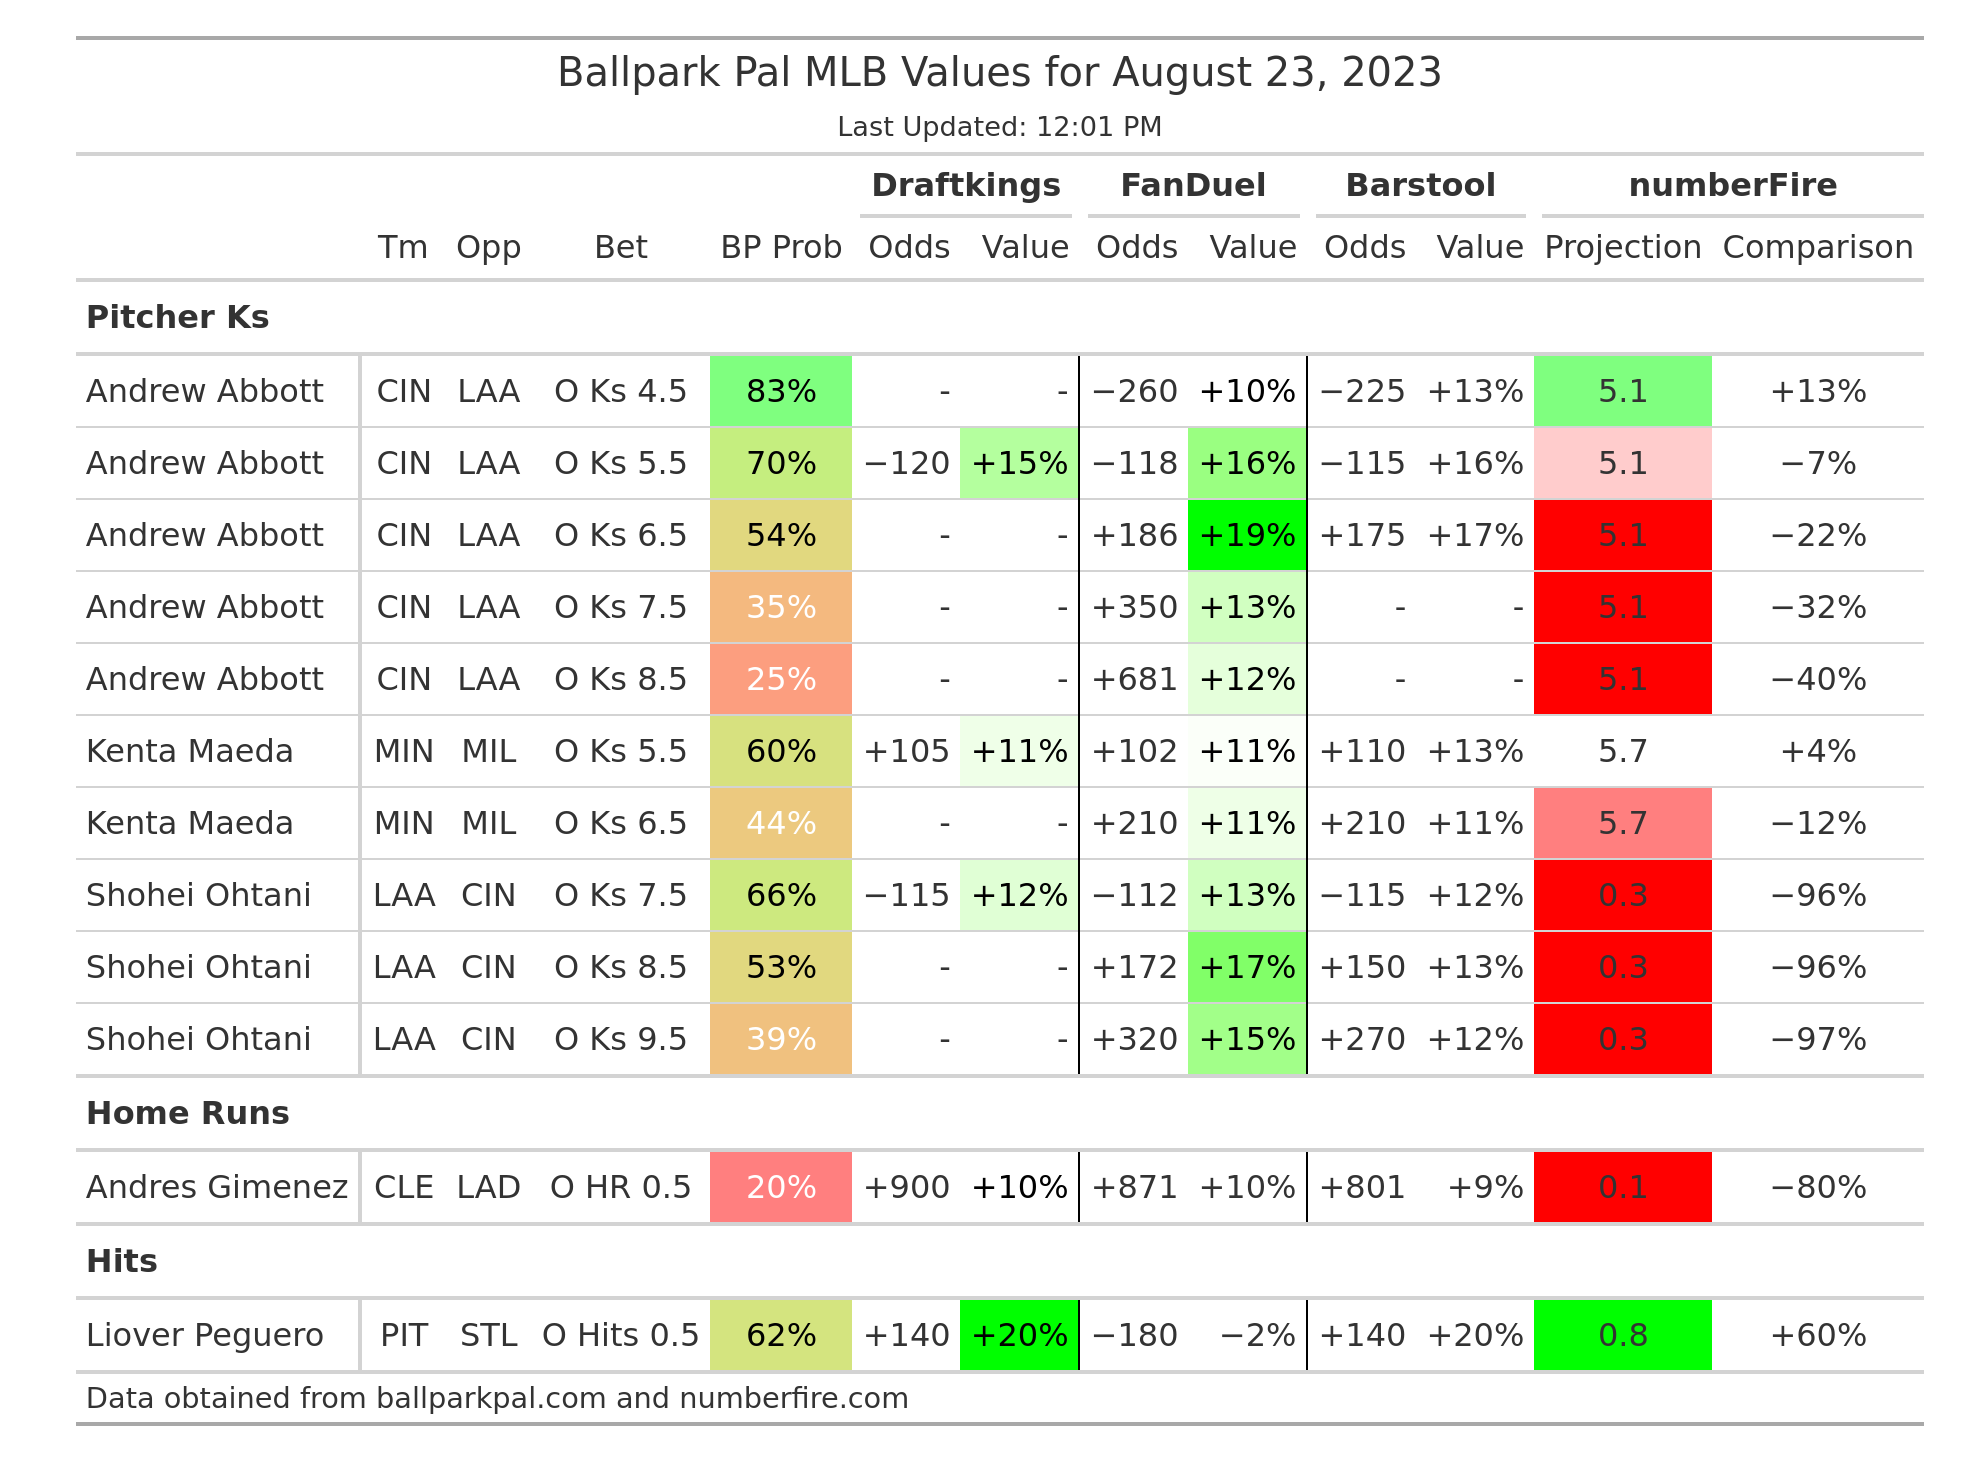 Ballpark Pal MLB Values for August 23, 2023
Last Updated: 12:01 PM
Draftkings FanDuel Barstool numberFire
Tm Opp Bet BP Prob Odds Value Odds Value Odds Value Projection Comparison
Pitcher Ks
Andrew Abbott CIN LAA O Ks 4.5 83% - - −260 +10% −225 +13% 5.1 +13%
Andrew Abbott CIN LAA O Ks 5.5 70% −120 +15% −118 +16% −115 +16% 5.1 −7%
Andrew Abbott CIN LAA O Ks 6.5 54% - - +186 +19% +175 +17% 5.1 −22%
Andrew Abbott CIN LAA O Ks 7.5 35% - - +350 +13% - - 5.1 −32%
Andrew Abbott CIN LAA O Ks 8.5 25% - - +681 +12% - - 5.1 −40%
Kenta Maeda MIN MIL O Ks 5.5 60% +105 +11% +102 +11% +110 +13% 5.7 +4%
Kenta Maeda MIN MIL O Ks 6.5 44% - - +210 +11% +210 +11% 5.7 −12%
Shohei Ohtani LAA CIN O Ks 7.5 66% −115 +12% −112 +13% −115 +12% 0.3 −96%
Shohei Ohtani LAA CIN O Ks 8.5 53% - - +172 +17% +150 +13% 0.3 −96%
Shohei Ohtani LAA CIN O Ks 9.5 39% - - +320 +15% +270 +12% 0.3 −97%
Home Runs
Andres Gimenez CLE LAD O HR 0.5 20% +900 +10% +871 +10% +801 +9% 0.1 −80%
Hits
Liover Peguero PIT STL O Hits 0.5 62% +140 +20% −180 −2% +140 +20% 0.8 +60%
Data obtained from ballparkpal.com and numberfire.com